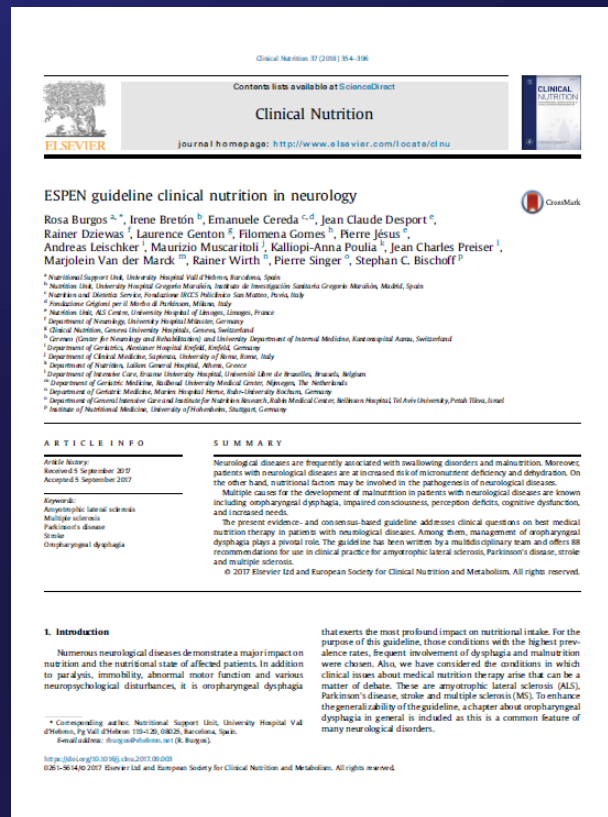 Clinical Nutrition 37 (2018) 354–396
Contents lists available at ScienceDirect
Clinical Nutrition
journal homepage: http://www.elsevier.com/locate/clnu
ELSEVIER
CLINICAL
NUTRITION
ESPEN guideline clinical nutrition in neurology
CrossMark
Rosa Burgos a, *, Irene Bretón b, Emanuele Cereda c, d, Jean Claude Desport e,
Rainer Dziewas f, Laurence Genton g, Filomena Gomes h, Pierre Jésus e,
Andreas Leischker i, Maurizio Muscaritoli j, Kalliopi-Anna Poulia k, Jean Charles Preiser l,
Marjolein Van der Marck m, Rainer Wirth n, Pierre Singer o, Stephan C. Bischoff p
a Nutritional Support Unit, University Hospital Vall d'Hebron, Barcelona, Spain
b Nutrition Unit, University Hospital Gregorio Marañón, Instituto de Investigación Sanitaria Gregorio Marañón, Madrid, Spain
c Nutrition and Dietetics Service, Fondazione IRCCS Policlinico San Matteo, Pavia, Italy
d Fondazione Grigioni per il Morbo di Parkinson, Milano, Italy
e Nutrition Unit, ALS Centre, University Hospital of Limoges, Limoges, France
f Department of Neurology, University Hospital Münster, Germany
g Clinical Nutrition, Geneva University Hospitals, Geneva, Switzerland
h Cereneo (Center for Neurology and Rehabilitation) and University Department of Internal Medicine, Kantonsspital Aarau, Switzerland
i Department of Geriatrics, Alexianer Hospital Krefeld, Krefeld, Germany
j Department of Clinical Medicine, Sapienza, University of Rome, Rome, Italy
k Department of Nutrition, Laikon General Hospital, Athens, Greece
l Department of Intensive Care, Erasme University Hospital, Université Libre de Bruxelles, Brussels, Belgium
m Department of Geriatric Medicine, Radboud University Medical Center, Nijmegen, The Netherlands
n Department of Geriatric Medicine, Marien Hospital Herne, Ruhr-University Bochum, Germany
o Department of General Intensive Care and Institute for Nutrition Research, Rabin Medical Center, Beilinson Hospital, Tel Aviv University, Petah Tikva, Israel
p Institute of Nutritional Medicine, University of Hohenheim, Stuttgart, Germany
ARTICLE INFO
Article history:
Received 5 September 2017
Accepted 5 September 2017
Keywords:
Amyotrophic lateral sclerosis
Multiple sclerosis
Parkinson's disease
Stroke
Oropharyngeal dysphagia
SUMMARY
Neurological diseases are frequently associated with swallowing disorders and malnutrition. Moreover,
patients with neurological diseases are at increased risk of micronutrient deficiency and dehydration. On
the other hand, nutritional factors may be involved in the pathogenesis of neurological diseases.
Multiple causes for the development of malnutrition in patients with neurological diseases are known
including oropharyngeal dysphagia, impaired consciousness, perception deficits, cognitive dysfunction,
and increased needs.
The present evidence- and consensus-based guideline addresses clinical questions on best medical
nutrition therapy in patients with neurological diseases. Among them, management of oropharyngeal
dysphagia plays a pivotal role. The guideline has been written by a multidisciplinary team and offers 88
recommendations for use in clinical practice for amyotrophic lateral sclerosis, Parkinson's disease, stroke
and multiple sclerosis.
© 2017 Elsevier Ltd and European Society for Clinical Nutrition and Metabolism. All rights reserved.
1. Introduction
Numerous neurological diseases demonstrate a major impact on
nutrition and the nutritional state of affected patients. In addition
to paralysis, immobility, abnormal motor function and various
neuropsychological disturbances, it is oropharyngeal dysphagia
that exerts the most profound impact on nutritional intake. For the
purpose of this guideline, those conditions with the highest prev-
alence rates, frequent involvement of dysphagia and malnutrition
were chosen. Also, we have considered the conditions in which
clinical issues about medical nutrition therapy arise that can be a
matter of debate. These are amyotrophic lateral sclerosis (ALS),
Parkinson's disease, stroke and multiple sclerosis (MS). To enhance
the generalizability of the guideline, a chapter about oropharyngeal
dysphagia in general is included as this is a common feature of
many neurological disorders.
* Corresponding author. Nutritional Support Unit, University Hospital Vall
d'Hebron, Pg Vall d'Hebron 119–129, 08025, Barcelona, Spain.
E-mail address: rburgos@vhebron.net (R. Burgos).
https://doi.org/10.1016/j.clnu.2017.09.003
0261-5614/© 2017 Elsevier Ltd and European Society for Clinical Nutrition and Metabolism. All rights reserved.